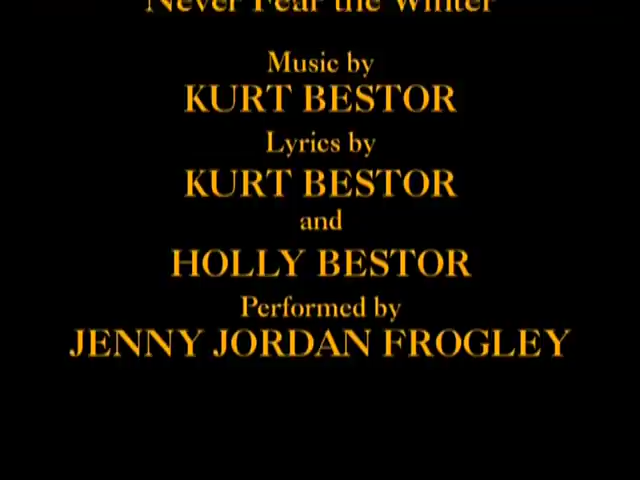 Never Fear the Winter
Music by
KURT BESTOR
Lyrics by
KURT BESTOR
and
HOLLY BESTOR
Performed by
JENNY JORDAN FROGLEY